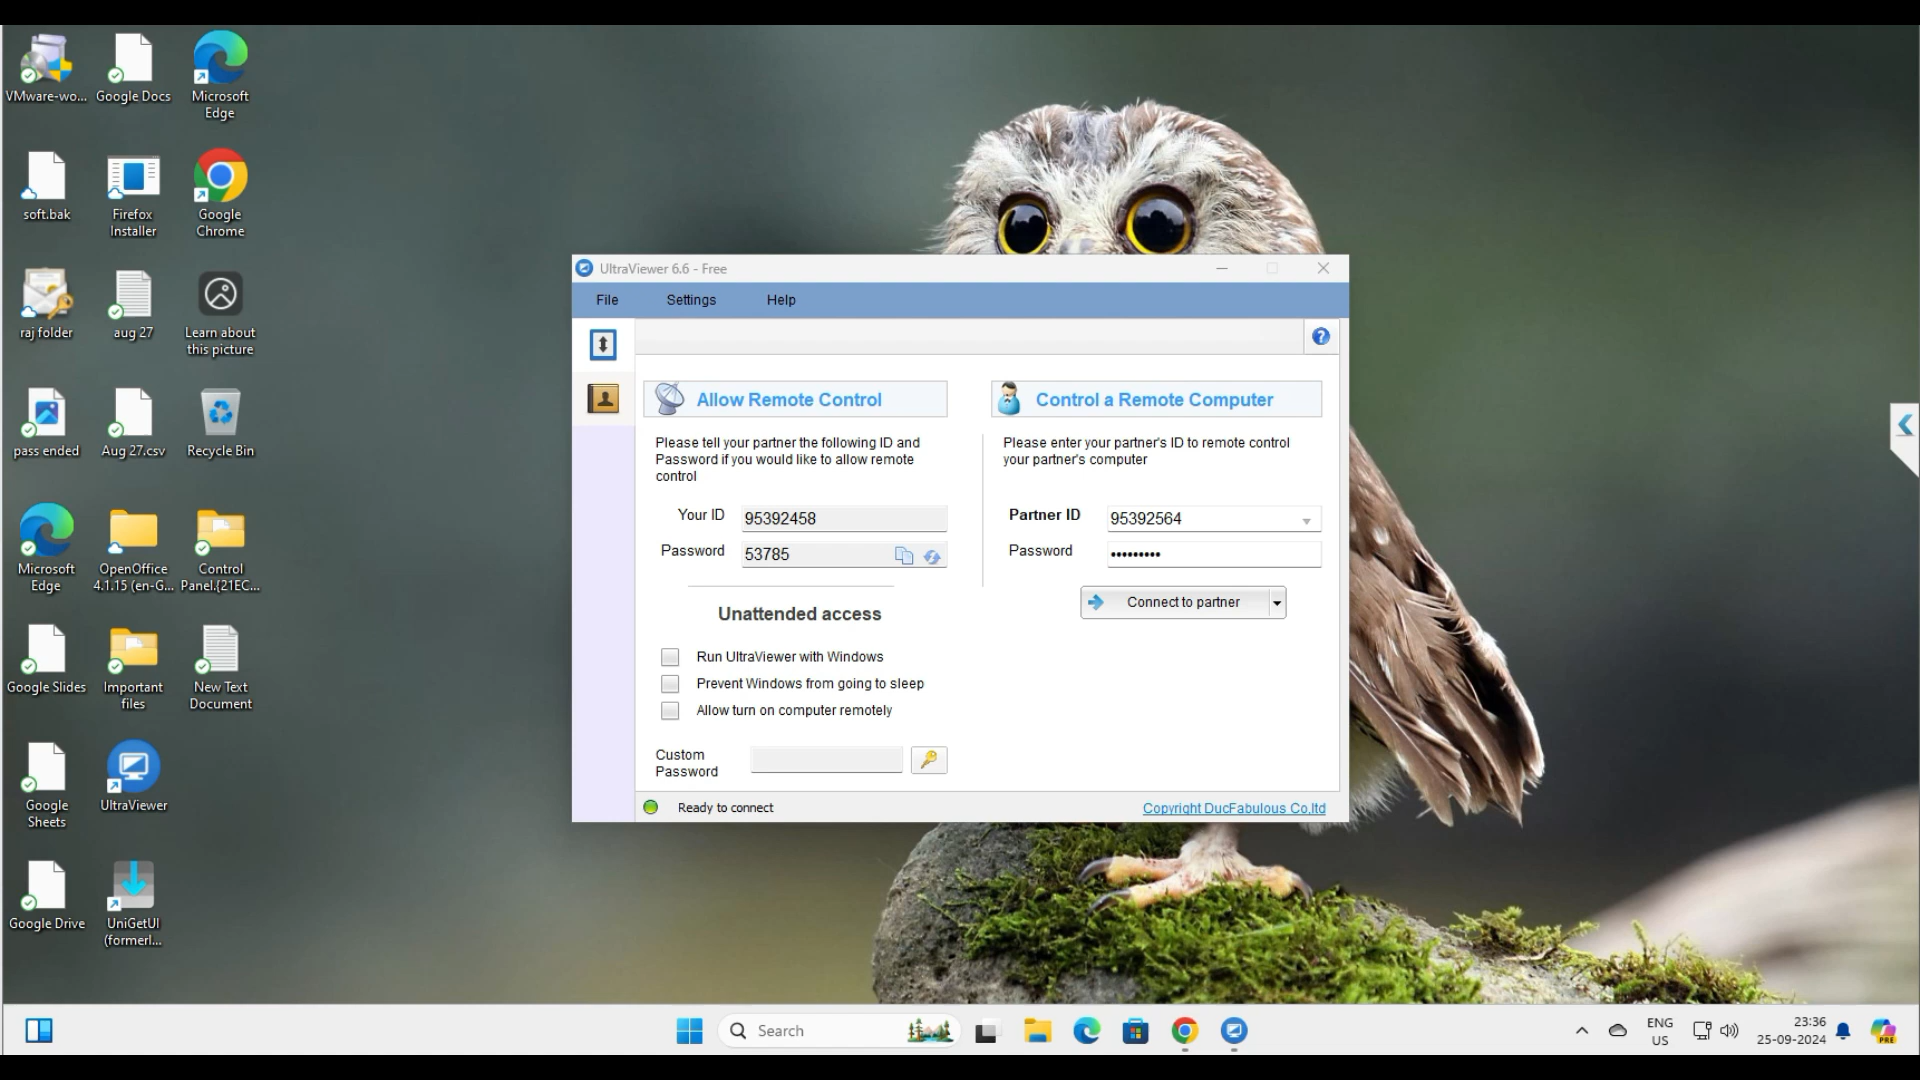 VMware-wo...
Google Docs
Microsoft
Edge
soft.bak
Firefox
Installer
Google
Chrome
raj folder
aug 27
Learn about
this picture
pass ended
Aug 27.csv
Recycle Bin
Microsoft
Edge
OpenOffice
4.1.15 (en-G...
Control
Panel.{21EC...
Google Slides
Important
files
New Text
Document
Google
Sheets
UltraViewer
Google Drive
UniGetUI
(formerl...
UltraViewer 6.6 - Free
File Settings Help
Allow Remote Control
Please tell your partner the following ID and
Password if you would like to allow remote
control
Your ID 95392458
Password 53785
Unattended access
Run UltraViewer with Windows
Prevent Windows from going to sleep
Allow turn on computer remotely
Custom
Password
Control a Remote Computer
Please enter your partner's ID to remote control
your partner's computer
Partner ID 95392564
Password •••••••••
Connect to partner
Ready to connect
Copyright DucFabulous Co,ltd
Search
ENG
US
23:36
25-09-2024
PRE